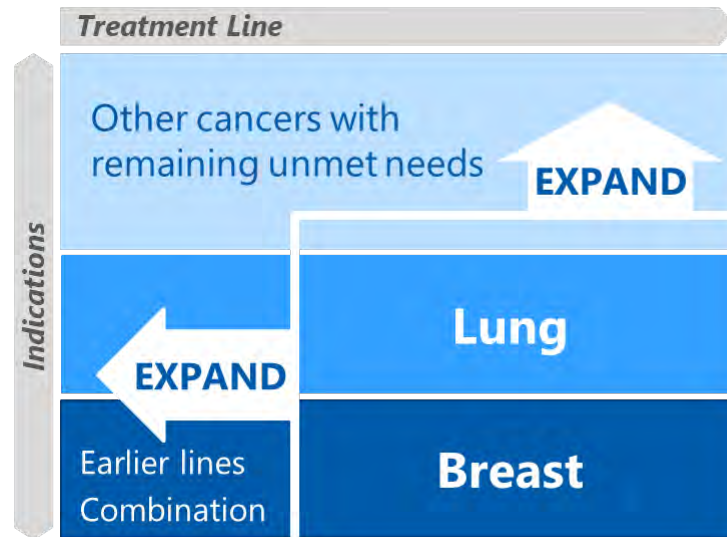 Treatment Line
Indications
Other cancers with
remaining unmet needs
EXPAND
Lung
EXPAND
Breast
Earlier lines
Combination